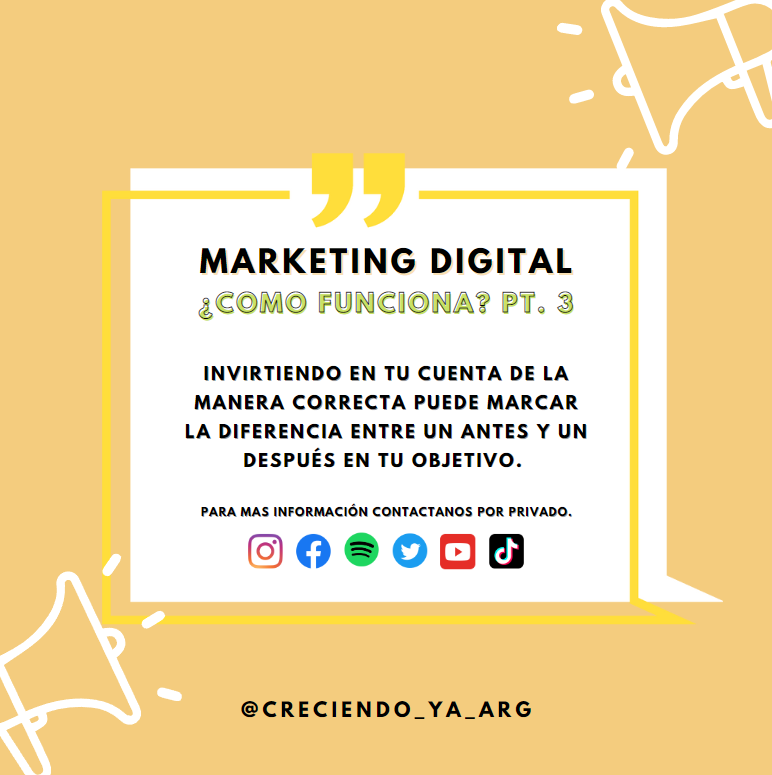 MARKETING DIGITAL
¿COMO FUNCIONA? PT. 3
INVIRTIENDO EN TU CUENTA DE LA
MANERA CORRECTA PUEDE MARCAR
LA DIFERENCIA ENTRE UN ANTES Y UN
DESPUÉS EN TU OBJETIVO.
PARA MAS INFORMACIÓN CONTACTANOS POR PRIVADO.
@CRECIENDO_YA_ARG